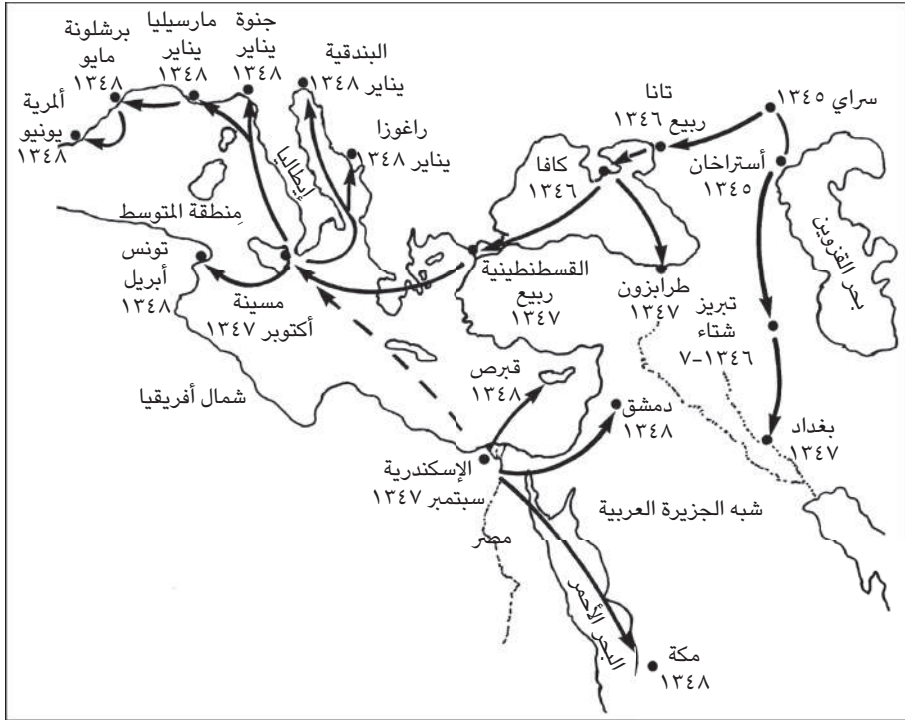 برشلونة
مايو
١٣٤٨
مارسيليا
يناير
١٣٤٨
جنوة
يناير
١٣٤٨
البندقية
يناير ١٣٤٨
ألمرية
يونيو
١٣٤٨
راغوزا
يناير ١٣٤٨
إيطاليا
تانا
ربيع ١٣٤٦
سراي ١٣٤٥
كافا
١٣٤٦
أستراخان
١٣٤٥
بحر القزوين
مِنطقة المتوسط
تونس
أبريل
١٣٤٨
مسينة
أكتوبر ١٣٤٧
القسطنطينية
ربيع
١٣٤٧
طرابزون
١٣٤٧
تبريز
شتاء
١٣٤٦–٧
شمال أفريقيا
قبرص
١٣٤٨
دمشق
١٣٤٨
بغداد
١٣٤٧
الإسكندرية
سبتمبر ١٣٤٧
شبه الجزيرة العربية
مصر
البحر الأحمر
مكة
١٣٤٨